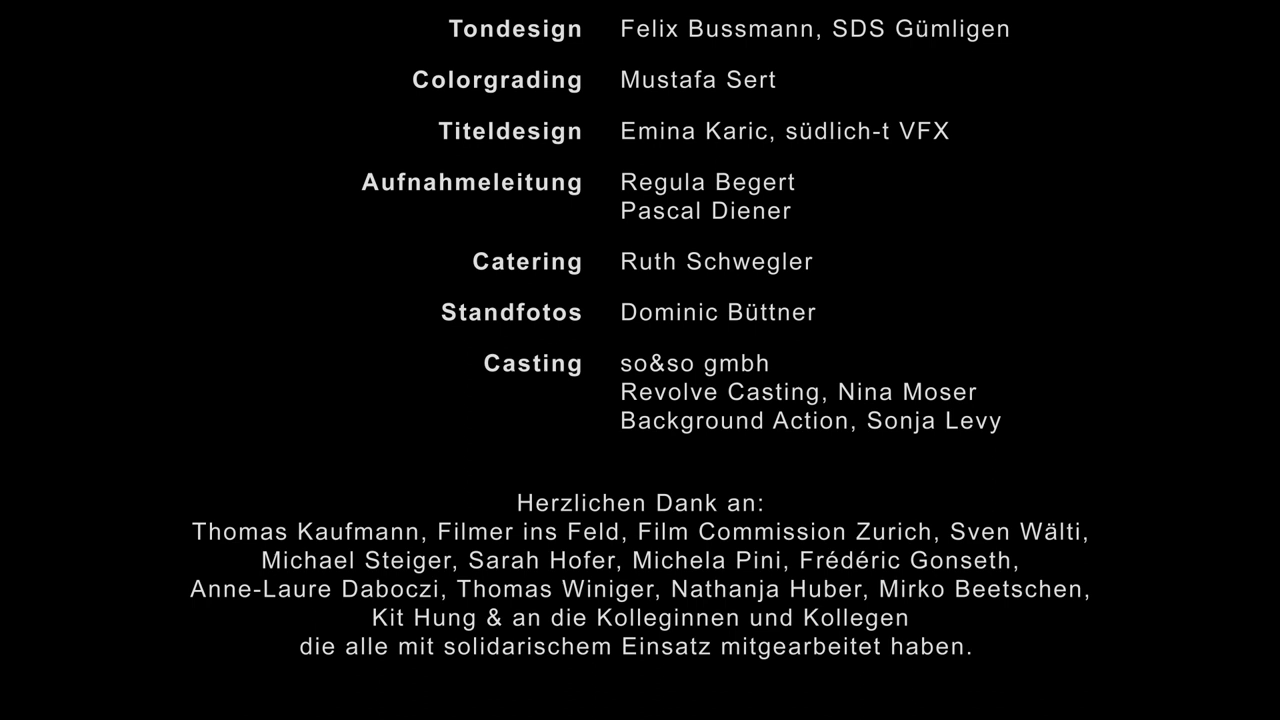 Tondesign Felix Bussmann, SDS Gümligen
Colorgrading Mustafa Sert
Titeldesign Emina Karic, südlich-t VFX
Aufnahmeleitung Regula Begert
Pascal Diener
Catering Ruth Schwegler
Standfotos Dominic Büttner
Casting so&so gmbh
Revolve Casting, Nina Moser
Background Action, Sonja Levy
Herzlichen Dank an:
Thomas Kaufmann, Filmer ins Feld, Film Commission Zurich, Sven Wälti,
Michael Steiger, Sarah Hofer, Michela Pini, Frédéric Gonseth,
Anne-Laure Daboczi, Thomas Winiger, Nathanja Huber, Mirko Beetschen,
Kit Hung & an die Kolleginnen und Kollegen
die alle mit solidarischem Einsatz mitgearbeitet haben.